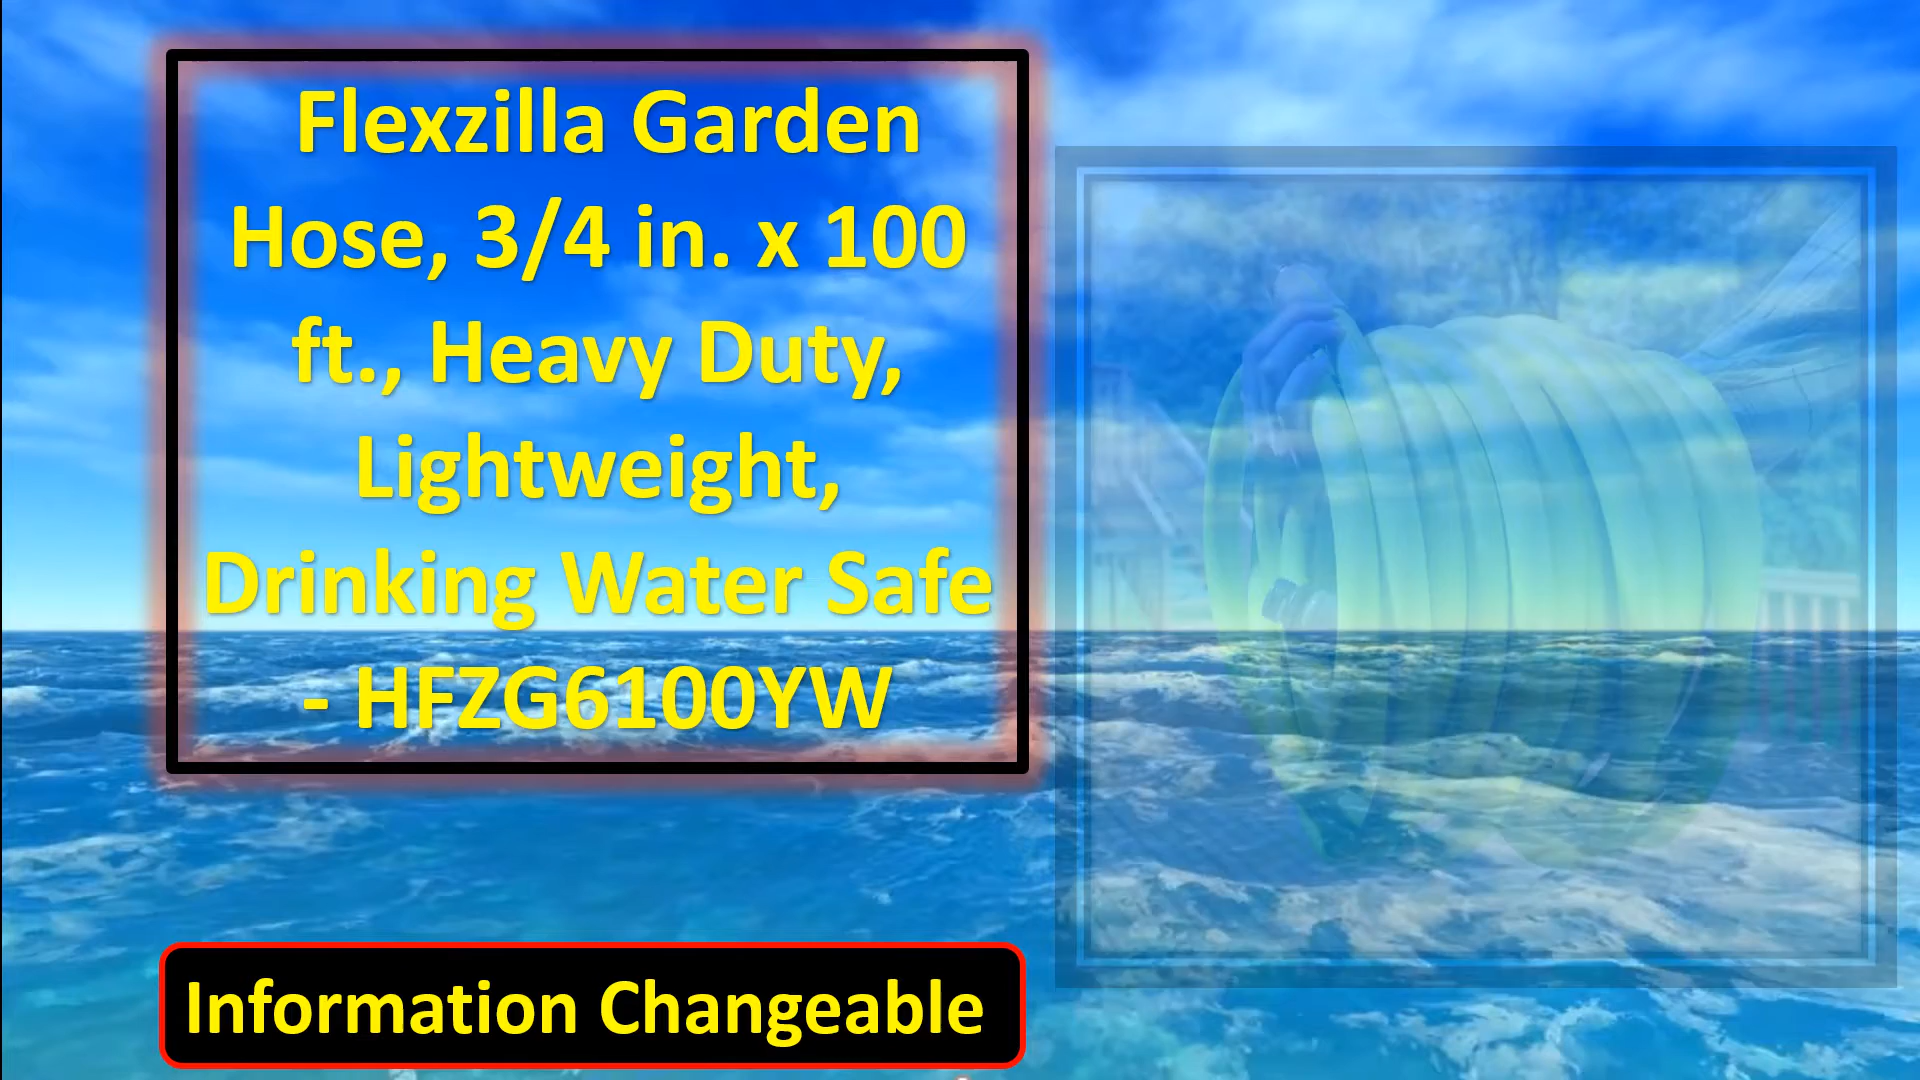 Flexzilla Garden
Hose, 3/4 in. x 100
ft., Heavy Duty,
Lightweight,
Drinking Water Safe
- HFZG6100YW
Information Changeable